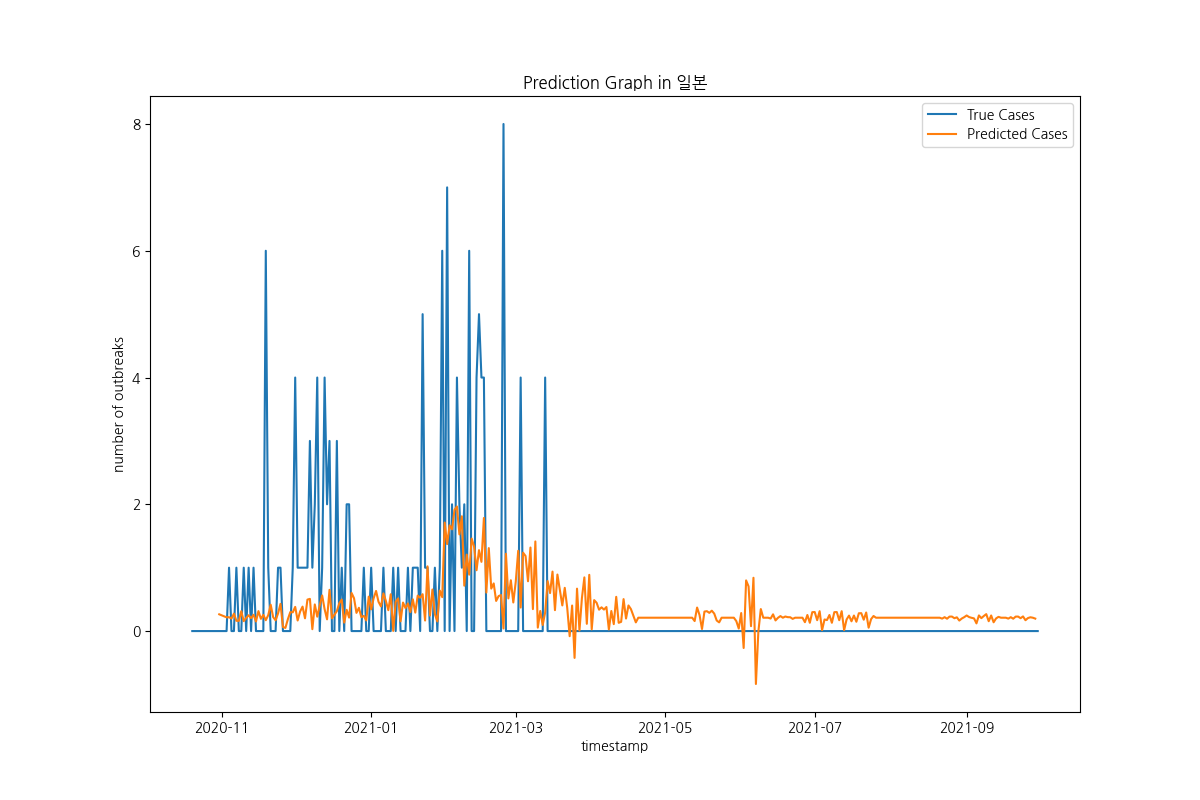 Prediction Graph in 일본
True Cases
Predicted Cases
number of outbreaks
8
6
4
2
0
2020-11
2021-01
2021-03
2021-05
2021-07
2021-09
timestamp